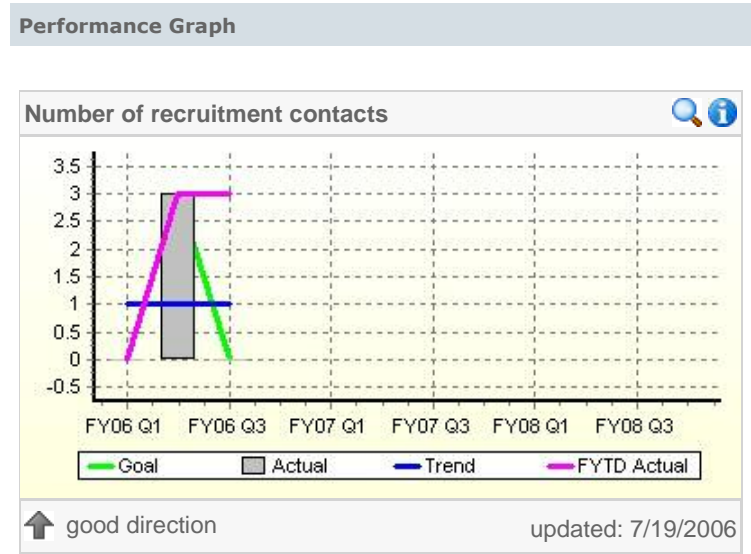 Performance Graph
Number of recruitment contacts
3.5
3
2.5
2
1.5
1
0.5
0
-0.5
FY06 Q1 FY06 Q3 FY07 Q1 FY07 Q3 FY08 Q1 FY08 Q3
Goal Actual Trend FYTD Actual
good direction updated: 7/19/2006